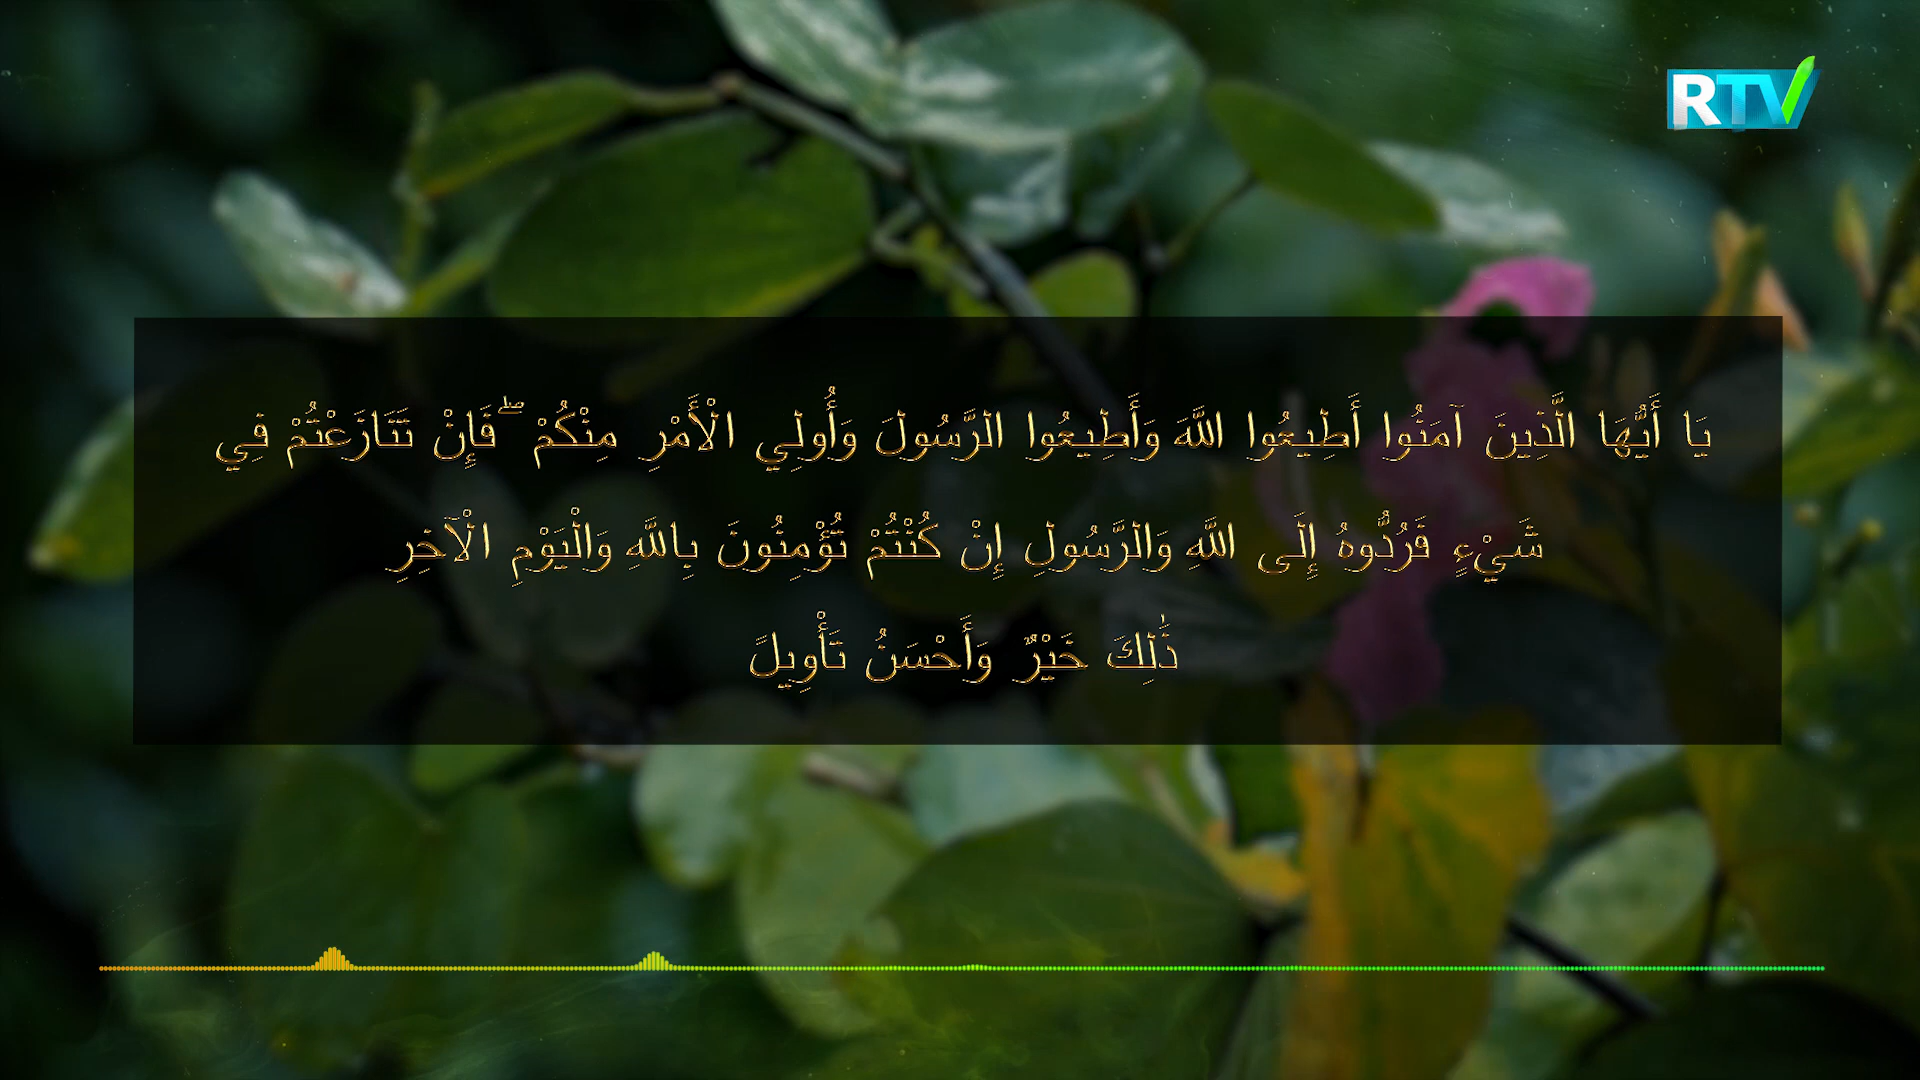 RTV
يَا أَيُّهَا الَّذِينَ آمَنُوا أَطِيعُوا اللَّهَ وَأَطِيعُوا الرَّسُولَ وَأُولِي الْأَمْرِ مِنْكُمْ ۖ فَإِنْ تَنَازَعْتُمْ فِي
شَيْءٍ فَرُدُّوهُ إِلَى اللَّهِ وَالرَّسُولِ إِنْ كُنْتُمْ تُؤْمِنُونَ بِاللَّهِ وَالْيَوْمِ الْآخِرِ
ذَٰلِكَ خَيْرٌ وَأَحْسَنُ تَأْوِيلً